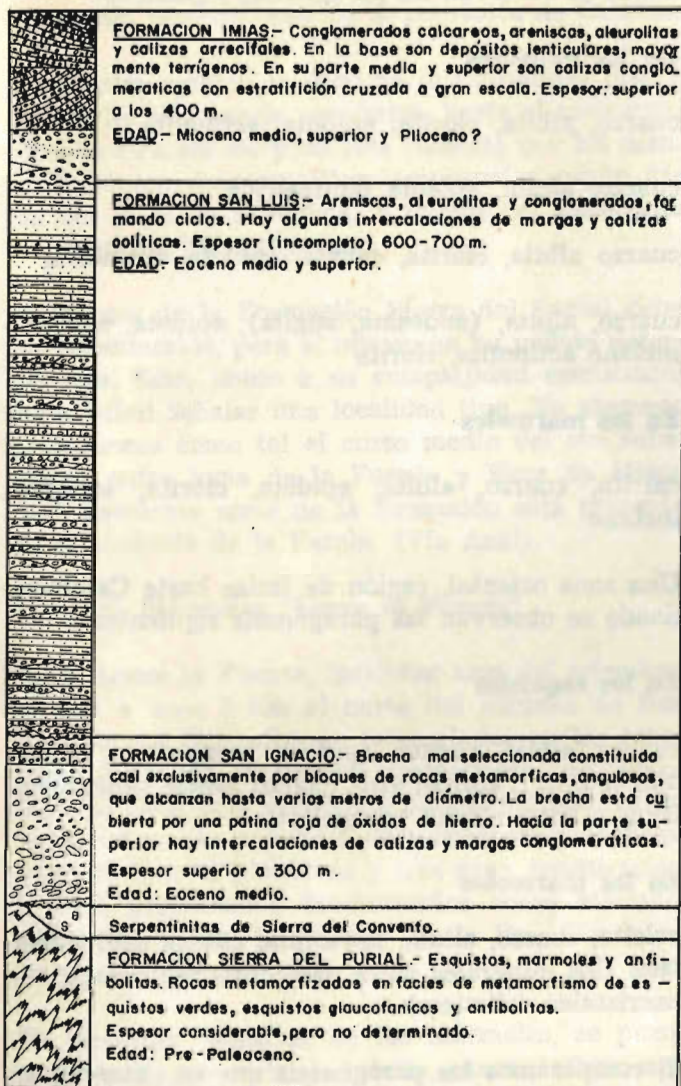 FORMACION IMIAS.- Conglomerados calcareos, areniscas, aleurolitas
y calizas arrecifales. En la base son depósitos lenticulares, mayor
mente terrígenos. En su parte media y superior son calizas conglo-
meraticas con estratifición cruzada a gran escala. Espesor: superior
a los 400 m.
EDAD.- Mioceno medio, superior y Plioceno?
FORMACION SAN LUIS.- Areniscas, aleurolitas y conglomerados, for
mando ciclos. Hay algunas intercalaciones de margas y calizas
oolíticas. Espesor (incompleto) 600-700 m.
EDAD.- Eoceno medio y superior.
FORMACION SAN IGNACIO.- Brecha mal seleccionada constituida
casi exclusivamente por bloques de rocas metamorficas, angulosos,
que alcanzan hasta varios metros de diámetro. La brecha está cu
bierta por una pátina roja de óxidos de hierro. Hacia la parte su-
perior hay intercalaciones de calizas y margas conglomeráticas.
Espesor superior a 300 m.
Edad: Eoceno medio.
S B
S
Serpentinitas de Sierra del Convento.
FORMACION SIERRA DEL PURIAL.- Esquistos, marmoles y anfi-
bolitas. Rocas metamorfizadas en facies de metamorfismo de es -
quistos verdes, esquistos glaucofanicos y anfibolitas.
Espesor considerable, pero no determinado.
Edad: Pre-Paleoceno.